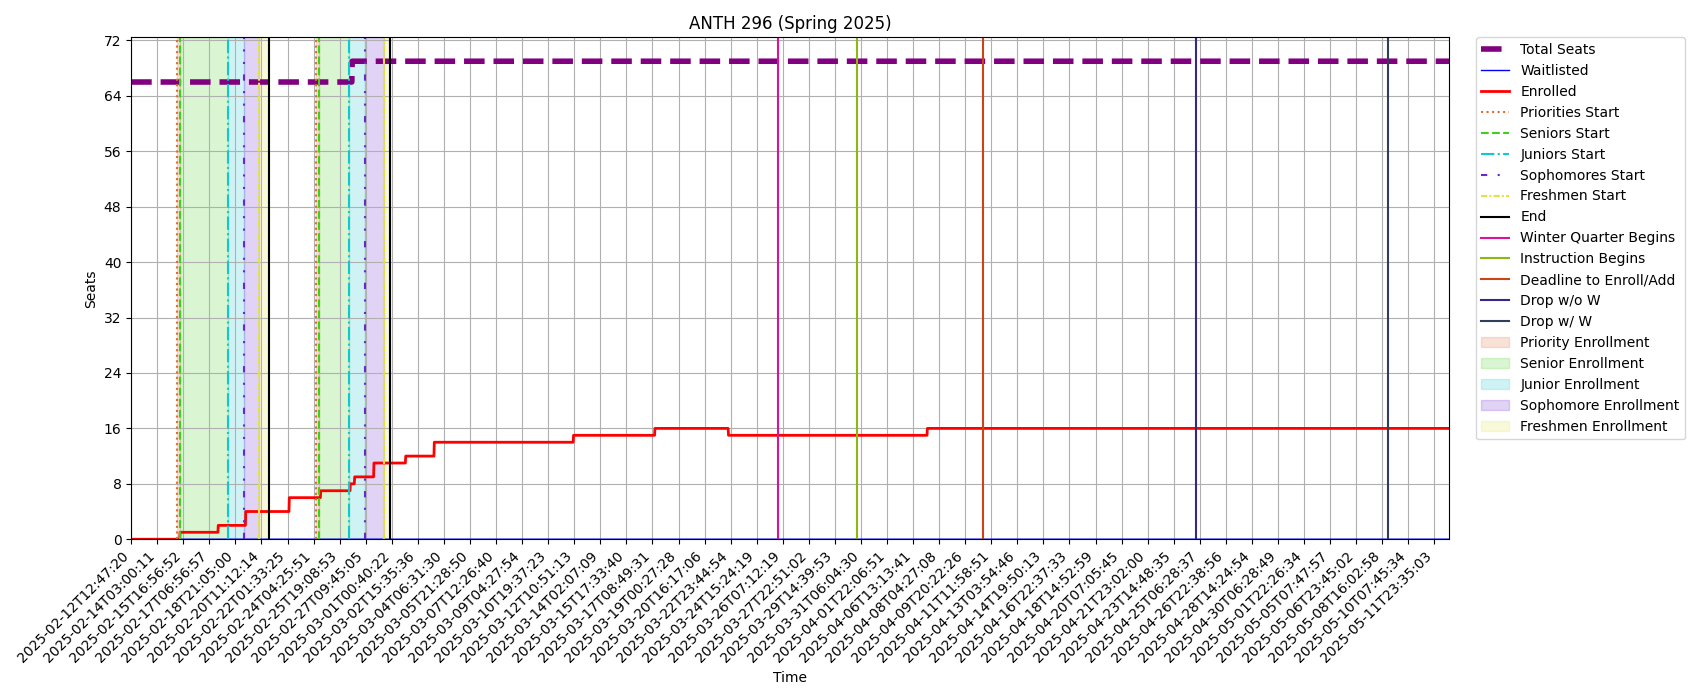 ANTH 296 (Spring 2025)
72
64
56
48
40
32
24
16
8
0
Seats
2025-02-12T12:47:20
2025-02-14T03:00:11
2025-02-15T16:56:52
2025-02-17T06:56:57
2025-02-18T21:05:00
2025-02-20T11:12:14
2025-02-22T01:33:25
2025-02-24T04:25:51
2025-02-25T19:08:53
2025-02-27T09:45:05
2025-03-01T00:40:22
2025-03-02T15:35:36
2025-03-04T06:31:30
2025-03-05T21:28:50
2025-03-07T12:26:40
2025-03-09T04:27:54
2025-03-10T19:37:23
2025-03-12T10:51:13
2025-03-14T02:07:09
2025-03-15T17:33:40
2025-03-17T08:49:31
2025-03-19T00:27:28
2025-03-20T16:17:06
2025-03-22T23:44:54
2025-03-24T15:24:19
2025-03-26T07:12:19
2025-03-27T22:51:02
2025-03-29T14:39:53
2025-03-31T06:04:30
2025-04-01T22:06:51
2025-04-06T13:13:41
2025-04-08T04:27:08
2025-04-09T20:22:26
2025-04-11T11:58:51
2025-04-13T03:54:46
2025-04-14T19:50:13
2025-04-16T22:37:33
2025-04-18T14:52:59
2025-04-20T07:05:45
2025-04-21T23:02:00
2025-04-23T14:48:35
2025-04-25T06:28:37
2025-04-26T22:38:56
2025-04-28T14:24:54
2025-04-30T06:28:49
2025-05-01T22:26:34
2025-05-05T07:47:57
2025-05-06T23:45:02
2025-05-08T16:02:58
2025-05-10T07:45:34
2025-05-11T23:35:03
Time
Total Seats
Waitlisted
Enrolled
Priorities Start
Seniors Start
Juniors Start
Sophomores Start
Freshmen Start
End
Winter Quarter Begins
Instruction Begins
Deadline to Enroll/Add
Drop w/o W
Drop w/ W
Priority Enrollment
Senior Enrollment
Junior Enrollment
Sophomore Enrollment
Freshmen Enrollment